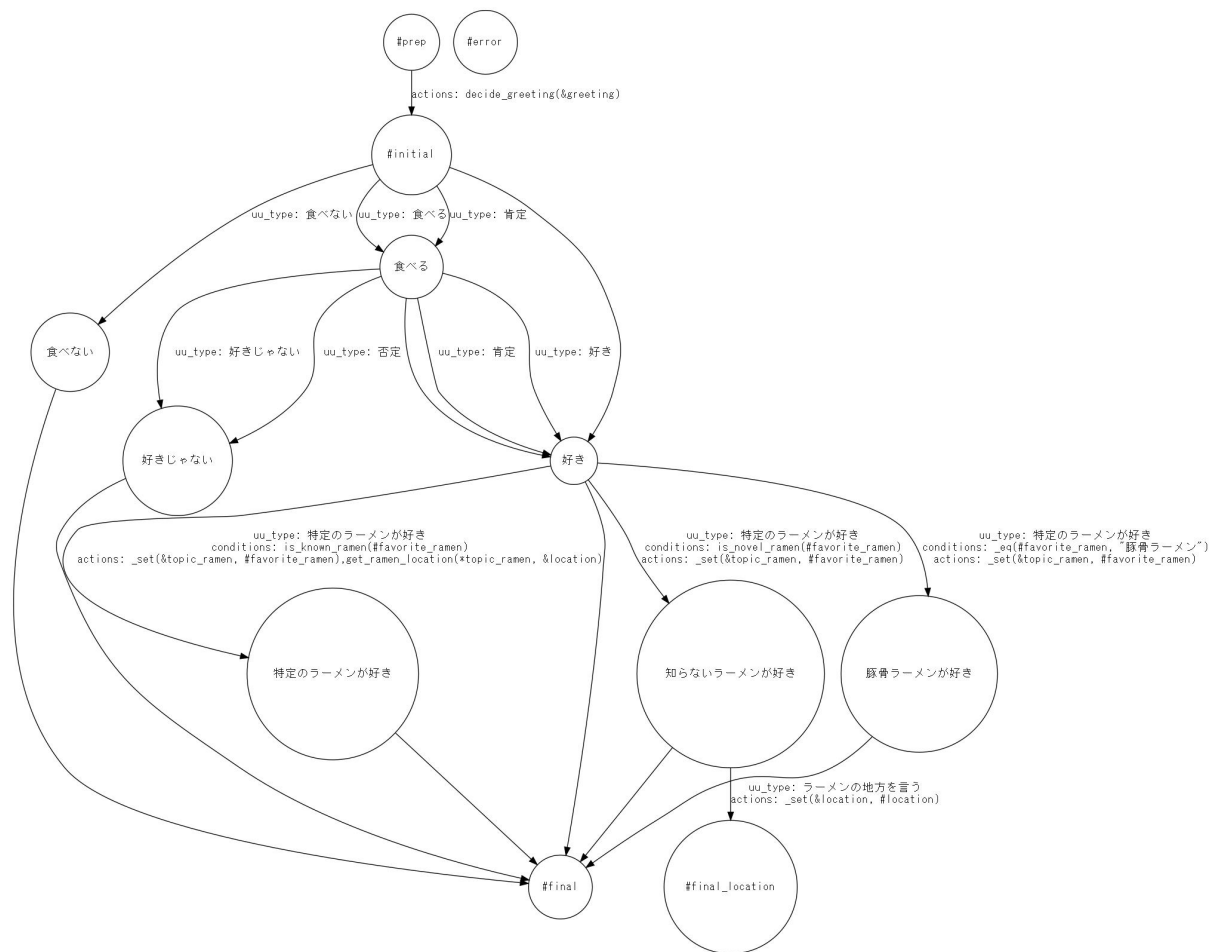 #prep
#error
actions: decide_greeting(&greeting)
#initial
uu_type: 食べない
uu_type: 食べる
uu_type: 肯定
食べる
食べない
uu_type: 好きじゃない
uu_type: 否定
uu_type: 肯定
uu_type: 好き
好きじゃない
好き
uu_type: 特定のラーメンが好き
conditions: is_known_ramen(#favorite_ramen)
actions: _set(&topic_ramen, #favorite_ramen),get_ramen_location(*topic_ramen, &location)
uu_type: 特定のラーメンが好き
conditions: is_novel_ramen(#favorite_ramen)
actions: _set(&topic_ramen, #favorite_ramen)
uu_type: 特定のラーメンが好き
conditions: _eq(#favorite_ramen, "豚骨ラーメン")
actions: _set(&topic_ramen, #favorite_ramen)
特定のラーメンが好き
知らないラーメンが好き
豚骨ラーメンが好き
uu_type: ラーメンの地方を言う
actions: _set(&location, #location)
#final
#final_location